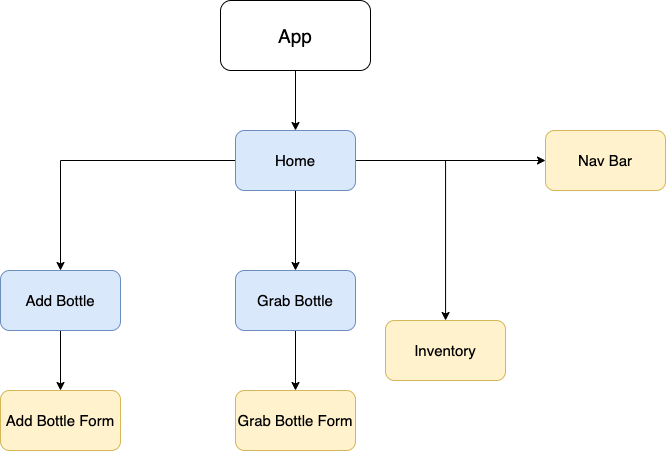 App
Home
Nav Bar
Add Bottle
Grab Bottle
Inventory
Add Bottle Form
Grab Bottle Form